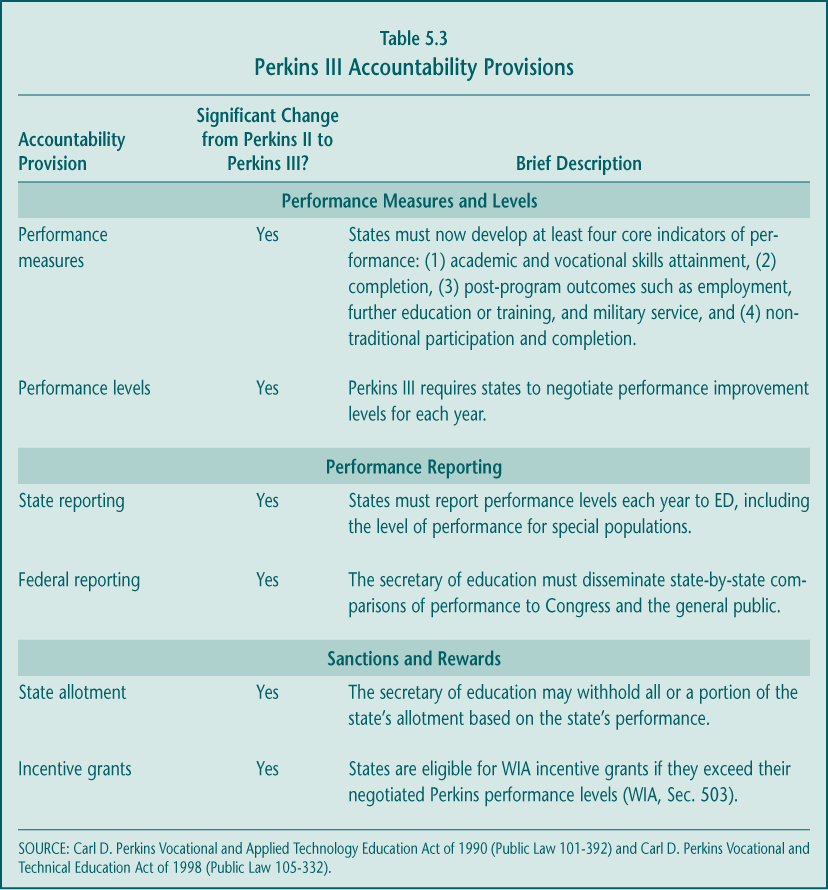 Table 5.3
Perkins III Accountability Provisions
Accountability
Provision
Significant Change
from Perkins II to
Perkins III?
Brief Description
Performance Measures and Levels
Performance
measures
Yes
States must now develop at least four core indicators of per-
formance: (1) academic and vocational skills attainment, (2)
completion, (3) post-program outcomes such as employment,
further education or training, and military service, and (4) non-
traditional participation and completion.
Performance levels
Yes
Perkins III requires states to negotiate performance improvement
levels for each year.
Performance Reporting
State reporting
Yes
States must report performance levels each year to ED, including
the level of performance for special populations.
Federal reporting
Yes
The secretary of education must disseminate state-by-state com-
parisons of performance to Congress and the general public.
Sanctions and Rewards
State allotment
Yes
The secretary of education may withhold all or a portion of the
state's allotment based on the state's performance.
Incentive grants
Yes
States are eligible for WIA incentive grants if they exceed their
negotiated Perkins performance levels (WIA, Sec. 503).
SOURCE: Carl D. Perkins Vocational and Applied Technology Education Act of 1990 (Public Law 101-392) and Carl D. Perkins Vocational and
Technical Education Act of 1998 (Public Law 105-332).